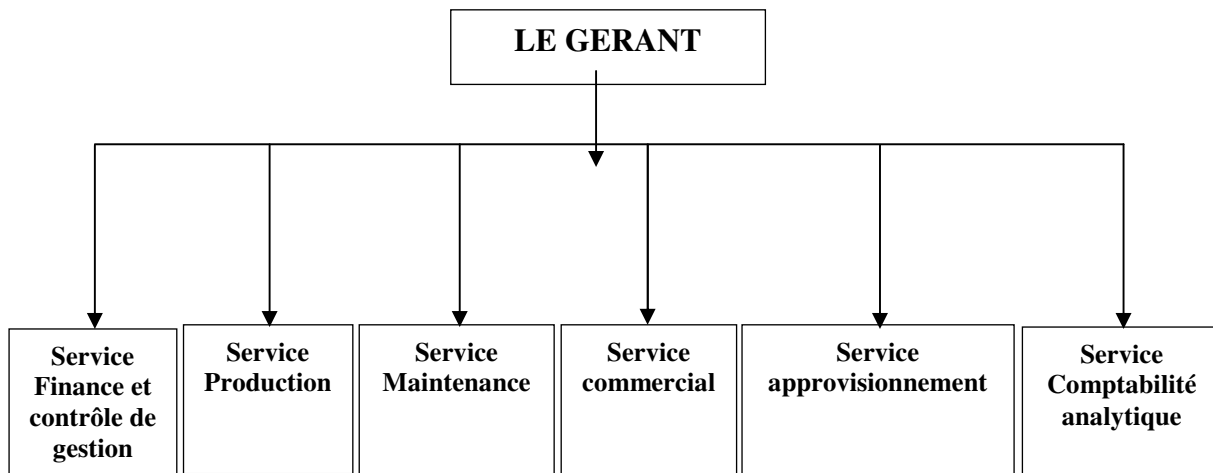 LE GERANT
Service
Finance et
contrôle de
gestion
Service
Production
Service
Maintenance
Service
commercial
Service
approvisionnement
Service
Comptabilité
analytique